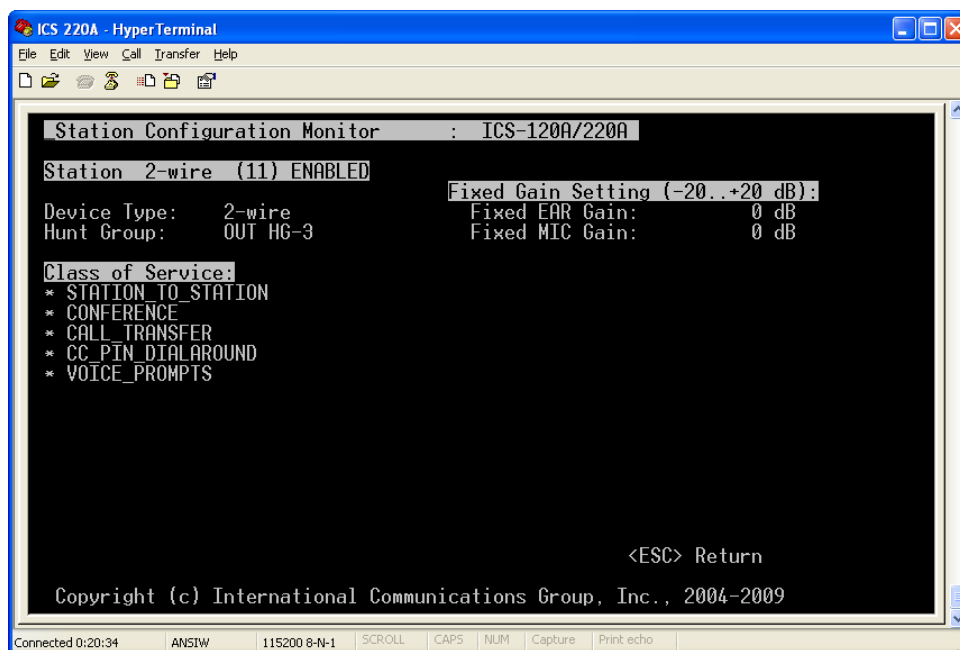 ICS 220A - HyperTerminal
File Edit View Call Transfer Help
Station Configuration Monitor : ICS-120A/220A
Station 2-wire (11) ENABLED
Fixed Gain Setting (-20..+20 dB):
Device Type: 2-wire Fixed EAR Gain: 0 dB
Hunt Group: OUT HG-3 Fixed MIC Gain: 0 dB
Class of Service:
* STATION_TO_STATION
* CONFERENCE
* CALL_TRANSFER
* CC_PIN_DIALAROUND
* VOICE_PROMPTS
<ESC> Return
Copyright (c) International Communications Group, Inc., 2004-2009
Connected 0:20:34 ANSIW 115200 8-N-1 SCROLL CAPS NUM Capture Print echo